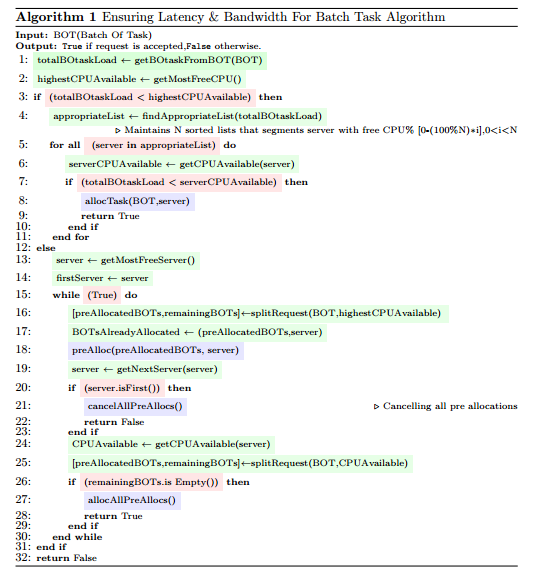 Algorithm 1 Ensuring Latency & Bandwidth For Batch Task Algorithm
Input: BOT(Batch Of Task)
Output: True if request is accepted,False otherwise.
1: totalBOtaskLoad ← getBOtaskFromBOT(BOT)
2: highestCPUAvailable ← getMostFreeCPU()
3: if (totalBOtaskLoad < highestCPUAvailable) then
4: appropriateList ← findAppropriateList(totalBOtaskLoad)
▷ Maintains N sorted lists that segments server with free CPU% [0-(100%N)*i],0<i<N
5: for all (server in appropriateList) do
6: serverCPUAvailable ← getCPUAvailable(server)
7: if (totalBOtaskLoad < serverCPUAvailable) then
8: allocTask(BOT,server)
9: return True
10: end if
11: end for
12: else
13: server ← getMostFreeServer()
14: firstServer ← server
15: while (True) do
16: [preAllocatedBOTs,remainingBOTs]←splitRequest(BOT,highestCPUAvailable)
17: BOTsAlreadyAllocated ← (preAllocatedBOTs,server)
18: preAlloc(preAllocatedBOTs, server)
19: server ← getNextServer(server)
20: if (server.isFirst()) then
21: cancelAllPreAllocs() ▷ Cancelling all pre allocations
22: return False
23: end if
24: CPUAvailable ← getCPUAvailable(server)
25: [preAllocatedBOTs,remainingBOTs]←splitRequest(BOT,CPUAvailable)
26: if (remainingBOTs.is Empty()) then
27: allocAllPreAllocs()
28: return True
29: end if
30: end while
31: end if
32: return False